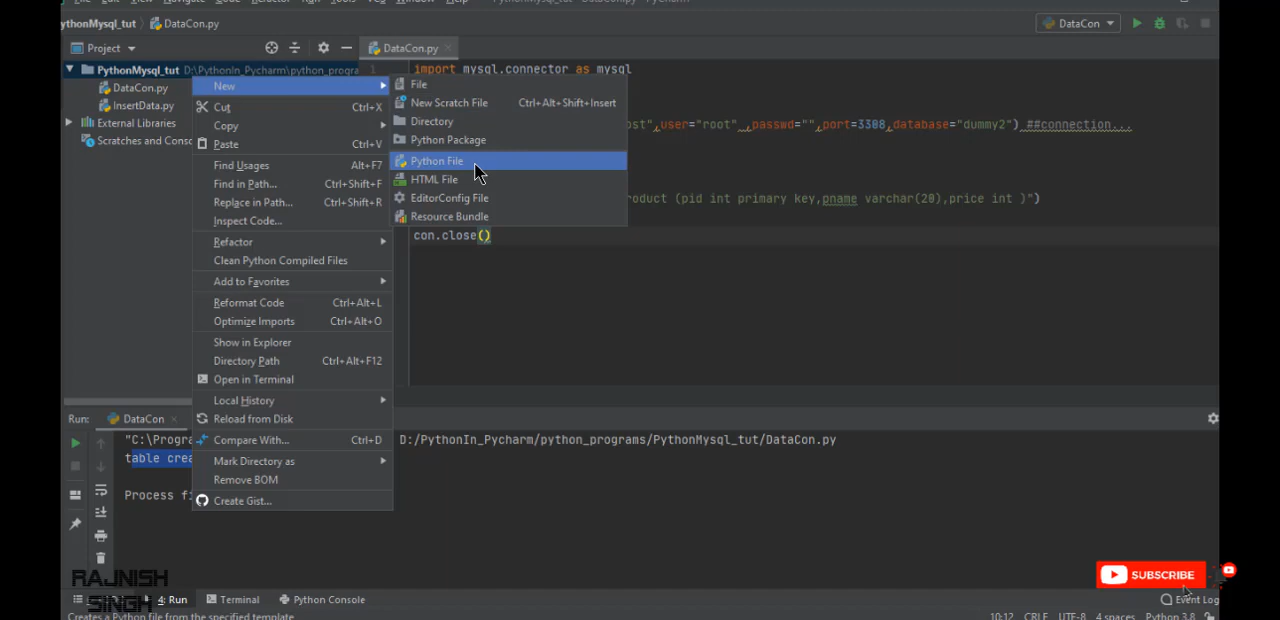 ythonMysql_tut DataCon.py DataCon
Project DataCon.py
PythonMysql_tut D:\PythonIn_Pycharm\python_progra 1 import mysql.connector as mysql
DataCon.py
InsertData.py
External Libraries
Scratches and Conso
ost",user="root" ,passwd="",port=3308,database="dummy2") ##connection...
roduct (pid int primary key,pname varchar(20),price int )")
con.close()
New
Cut Ctrl+X
Copy
Paste Ctrl+V
Find Usages Alt+F7
Find in Path... Ctrl+Shift+F
Replace in Path... Ctrl+Shift+R
Inspect Code...
Refactor
Clean Python Compiled Files
Add to Favorites
Reformat Code Ctrl+Alt+L
Optimize Imports Ctrl+Alt+O
Show in Explorer
Directory Path Ctrl+Alt+F12
Open in Terminal
Local History
Reload from Disk
Compare With... Ctrl+D
Mark Directory as
Remove BOM
Create Gist...
File
New Scratch File Ctrl+Alt+Shift+Insert
Directory
Python Package
Python File
HTML File
EditorConfig File
Resource Bundle
Run: DataCon
"C:\Progra D:/PythonIn_Pycharm/python_programs/PythonMysql_tut/DataCon.py
table crea
Process fi
RAJNISH
SINGH
SUBSCRIBE
4: Run Terminal Python Console Event Log
Creates a Python file from the specified template 10:12 CRLF UTF-8 4 spaces Python 3.8